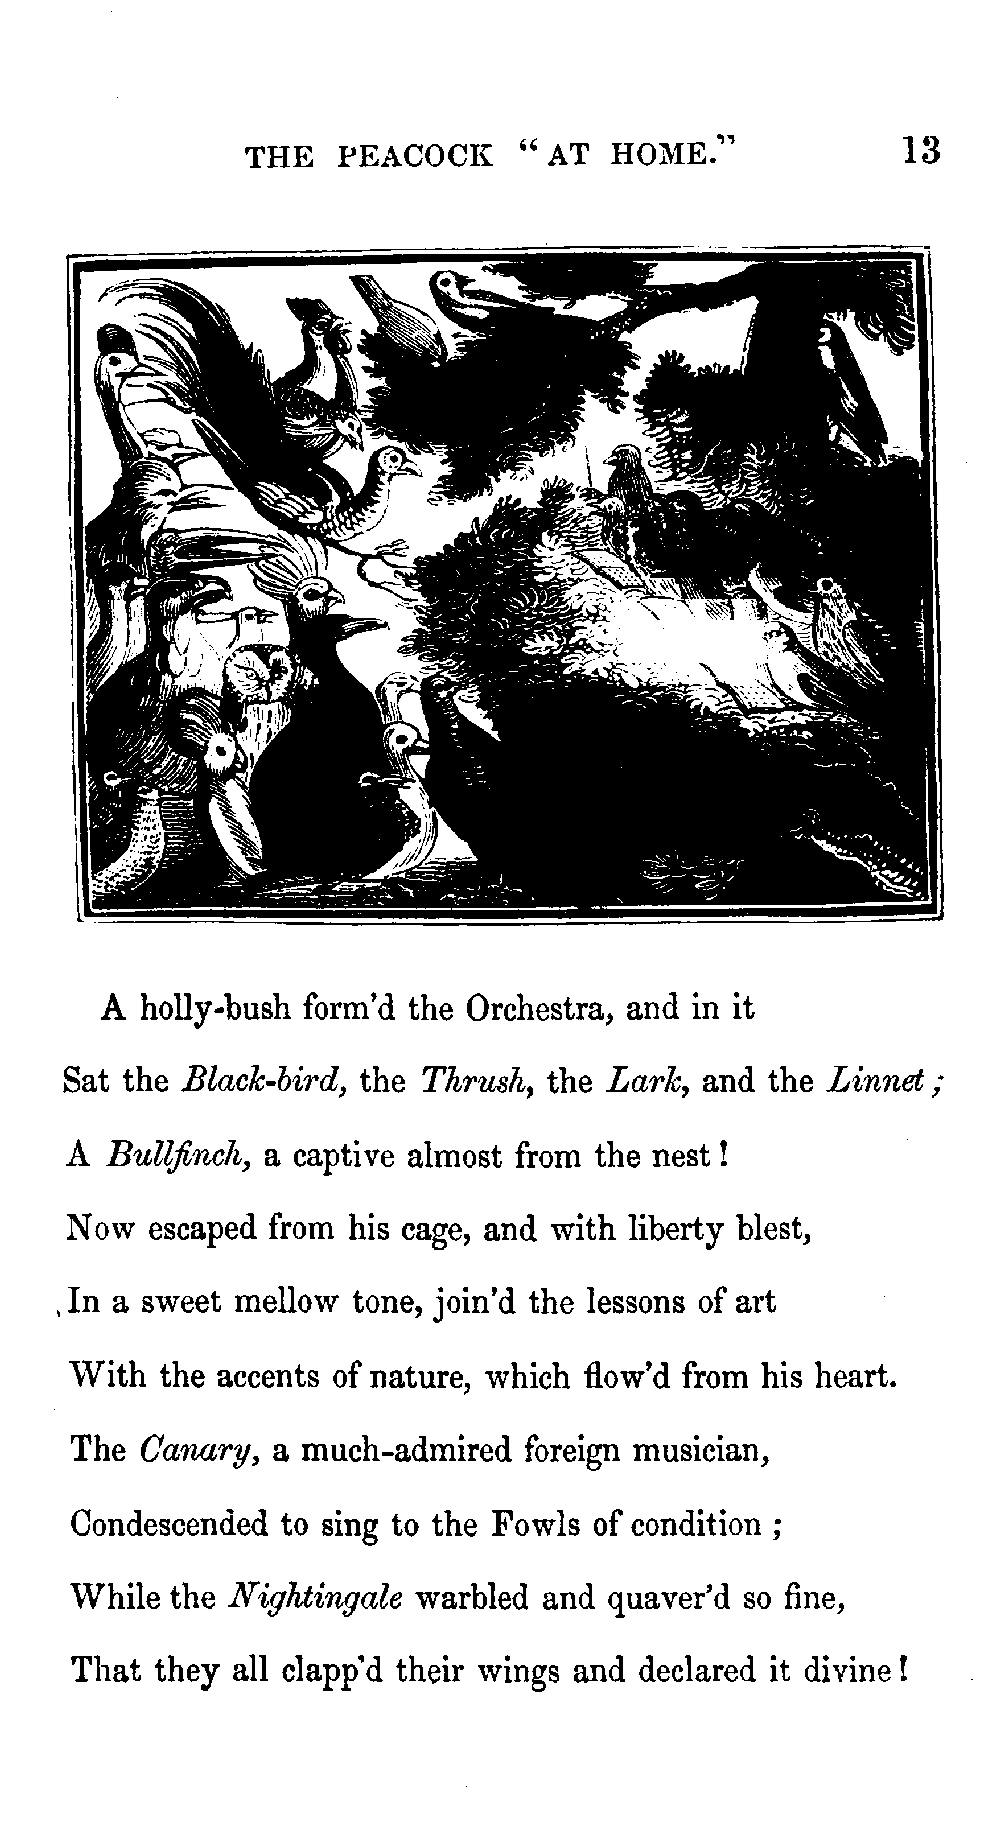 THE PEACOCK "AT HOME." 13
A holly-bush form'd the Orchestra, and in it
Sat the Black-bird, the Thrush, the Lark, and the Linnet;
A Bullfinch, a captive almost from the nest!
Now escaped from his cage, and with liberty blest,
In a sweet mellow tone, join'd the lessons of art
With the accents of nature, which flow'd from his heart.
The Canary, a much-admired foreign musician,
Condescended to sing to the Fowls of condition;
While the Nightingale warbled and quaver'd so fine,
That they all clapp'd their wings and declared it divine!